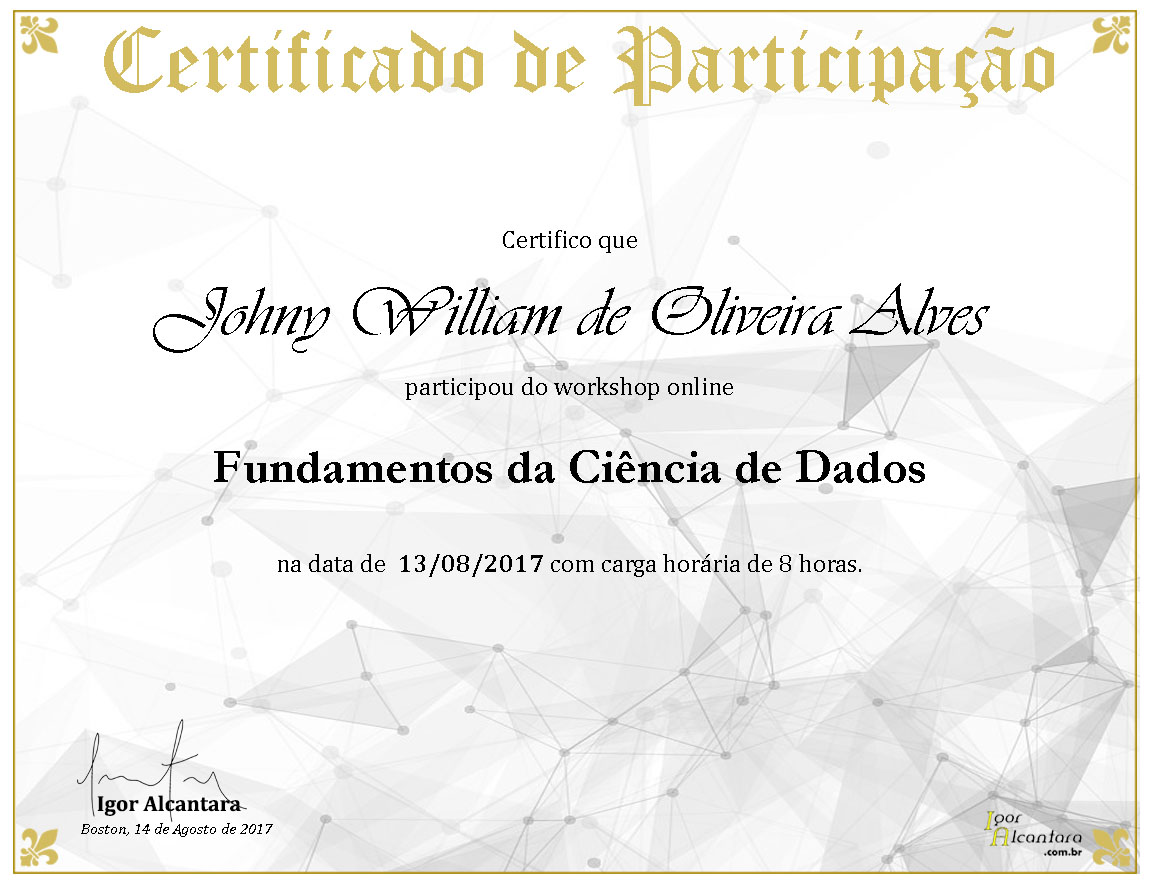 Certificado de Participação
Certifico que
Johny William de Oliveira Alves
participou do workshop online
Fundamentos da Ciência de Dados
na data de 13/08/2017 com carga horária de 8 horas.
Igor Alcantara
Boston, 14 de Agosto de 2017
Igor
Alcantara
.com.br